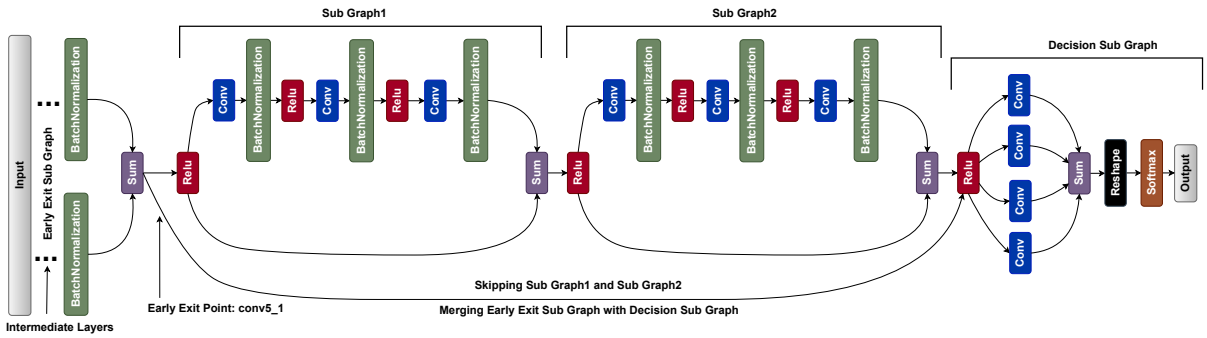 Sub Graph1
Sub Graph2
Decision Sub Graph
Input
Early Exit Sub Graph
...
...
BatchNormalization
BatchNormalization
Sum
Relu
Conv
BatchNormalization
Relu
Conv
BatchNormalization
Relu
Conv
BatchNormalization
Sum
Relu
Conv
BatchNormalization
Relu
Conv
BatchNormalization
Relu
Conv
BatchNormalization
Sum
Relu
Conv
Conv
Conv
Conv
Sum
Reshape
Softmax
Output
Skipping Sub Graph1 and Sub Graph2
Early Exit Point: conv5_1
Merging Early Exit Sub Graph with Decision Sub Graph
Intermediate Layers